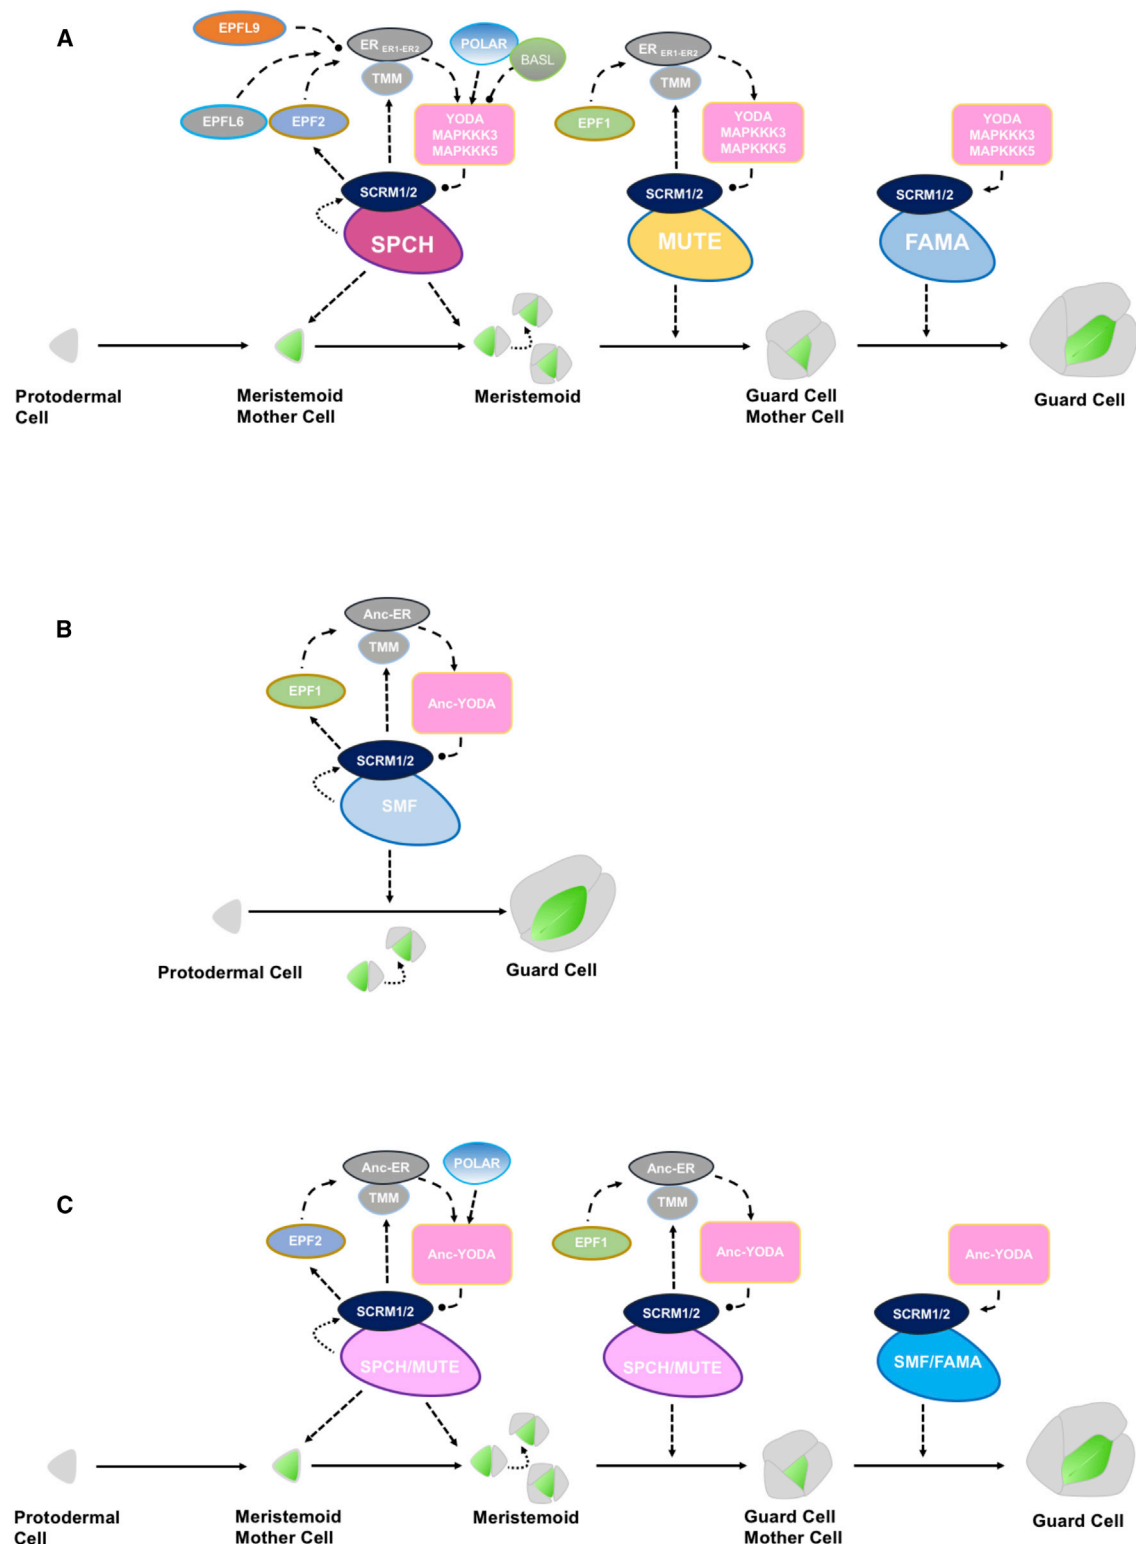 A
EPFL9
ER ER1-ER2
TMM
POLAR
BASL
EPFL6
EPF2
YODA
MAPKKK3
MAPKKK5
SCRM1/2
SPCH
ER ER1-ER2
TMM
EPF1
YODA
MAPKKK3
MAPKKK5
SCRM1/2
MUTE
YODA
MAPKKK3
MAPKKK5
SCRM1/2
FAMA
Protodermal
Cell
Meristemoid
Mother Cell
Meristemoid
Guard Cell
Mother Cell
Guard Cell
B
Anc-ER
TMM
EPF1
Anc-YODA
SCRM1/2
SMF
Protodermal Cell
Guard Cell
C
Anc-ER
TMM
POLAR
EPF2
Anc-YODA
SCRM1/2
SPCH/MUTE
Anc-ER
TMM
EPF1
Anc-YODA
SCRM1/2
SPCH/MUTE
Anc-YODA
SCRM1/2
SMF/FAMA
Protodermal
Cell
Meristemoid
Mother Cell
Meristemoid
Guard Cell
Mother Cell
Guard Cell